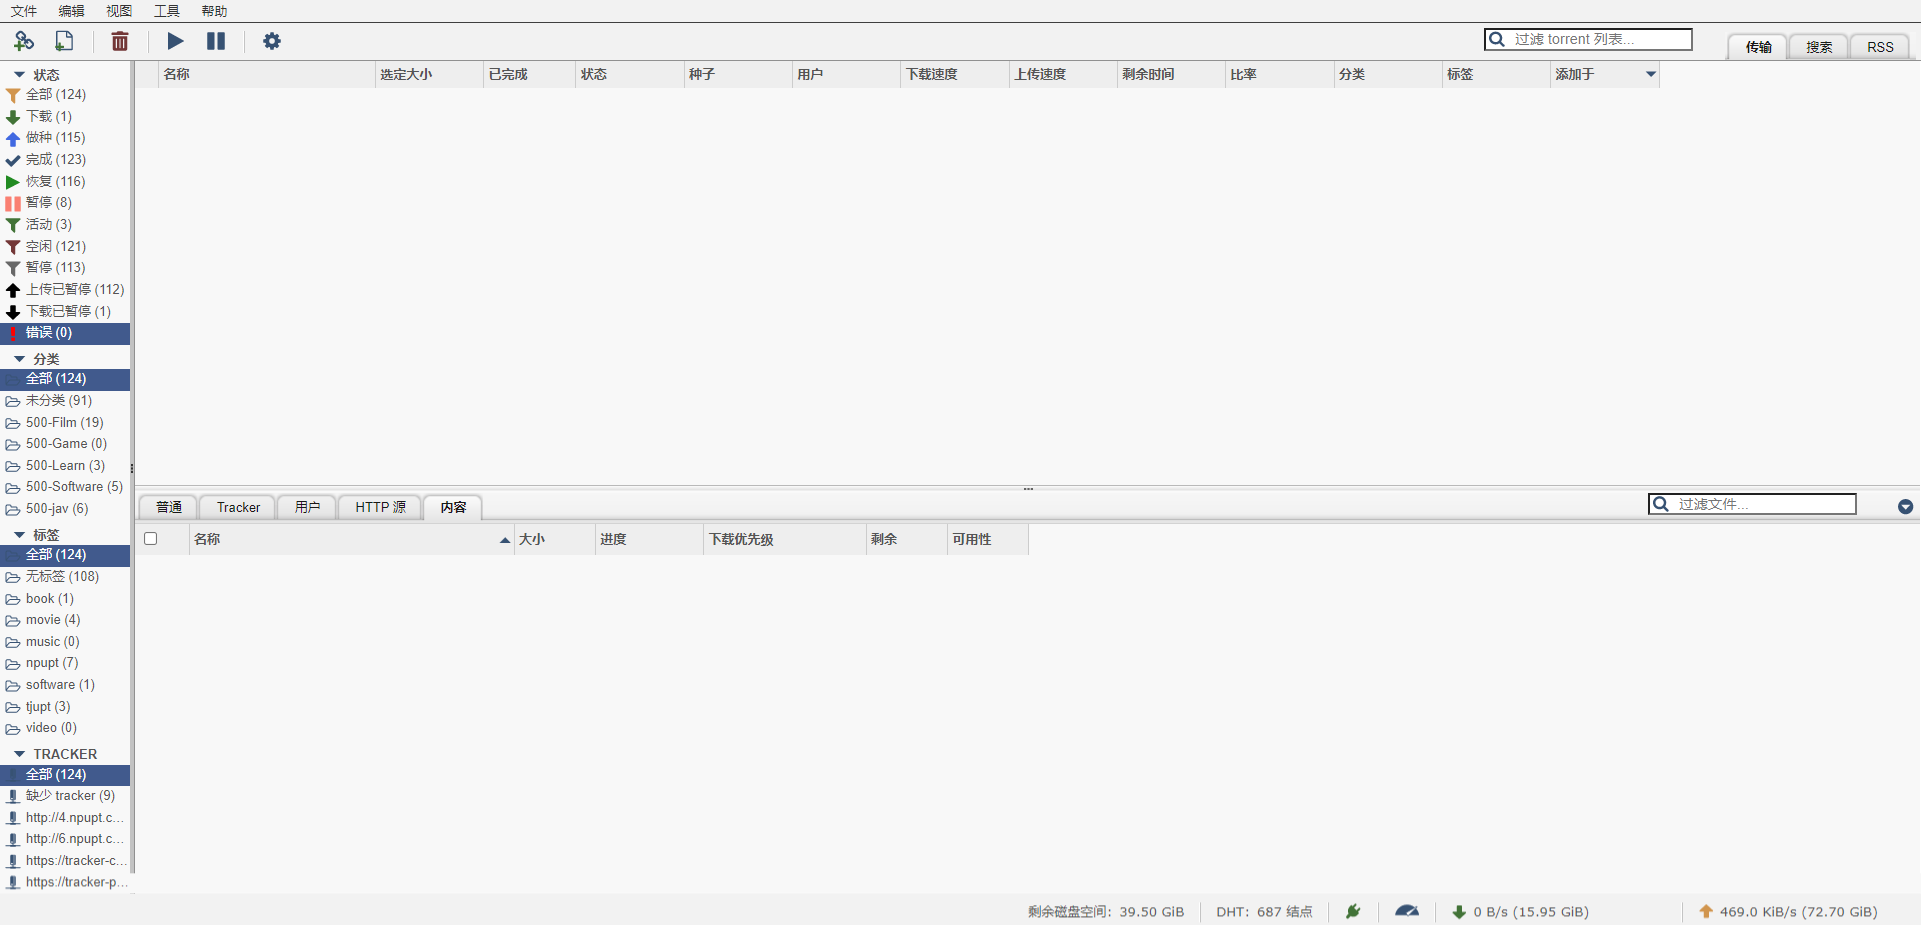 文件 编辑 视图 工具 帮助
过滤 torrent 列表...
传输 搜索 RSS
状态
全部 (124)
下载 (1)
做种 (115)
完成 (123)
恢复 (116)
暂停 (8)
活动 (3)
空闲 (121)
暂停 (113)
上传已暂停 (112)
下载已暂停 (1)
错误 (0)
分类
全部 (124)
未分类 (91)
500-Film (19)
500-Game (0)
500-Learn (3)
500-Software (5)
500-jav (6)
标签
全部 (124)
无标签 (108)
book (1)
movie (4)
music (0)
npupt (7)
software (1)
tjupt (3)
video (0)
TRACKER
全部 (124)
缺少 tracker (9)
http://4.npupt.c...
http://6.npupt.c...
https://tracker-c...
https://tracker-p...
名称 选定大小 已完成 状态 种子 用户 下载速度 上传速度 剩余时间 比率 分类 标签 添加于
普通 Tracker 用户 HTTP 源 内容
过滤文件...
名称 大小 进度 下载优先级 剩余 可用性
剩余磁盘空间: 39.50 GiB DHT: 687 结点 0 B/s (15.95 GiB) 469.0 KiB/s (72.70 GiB)